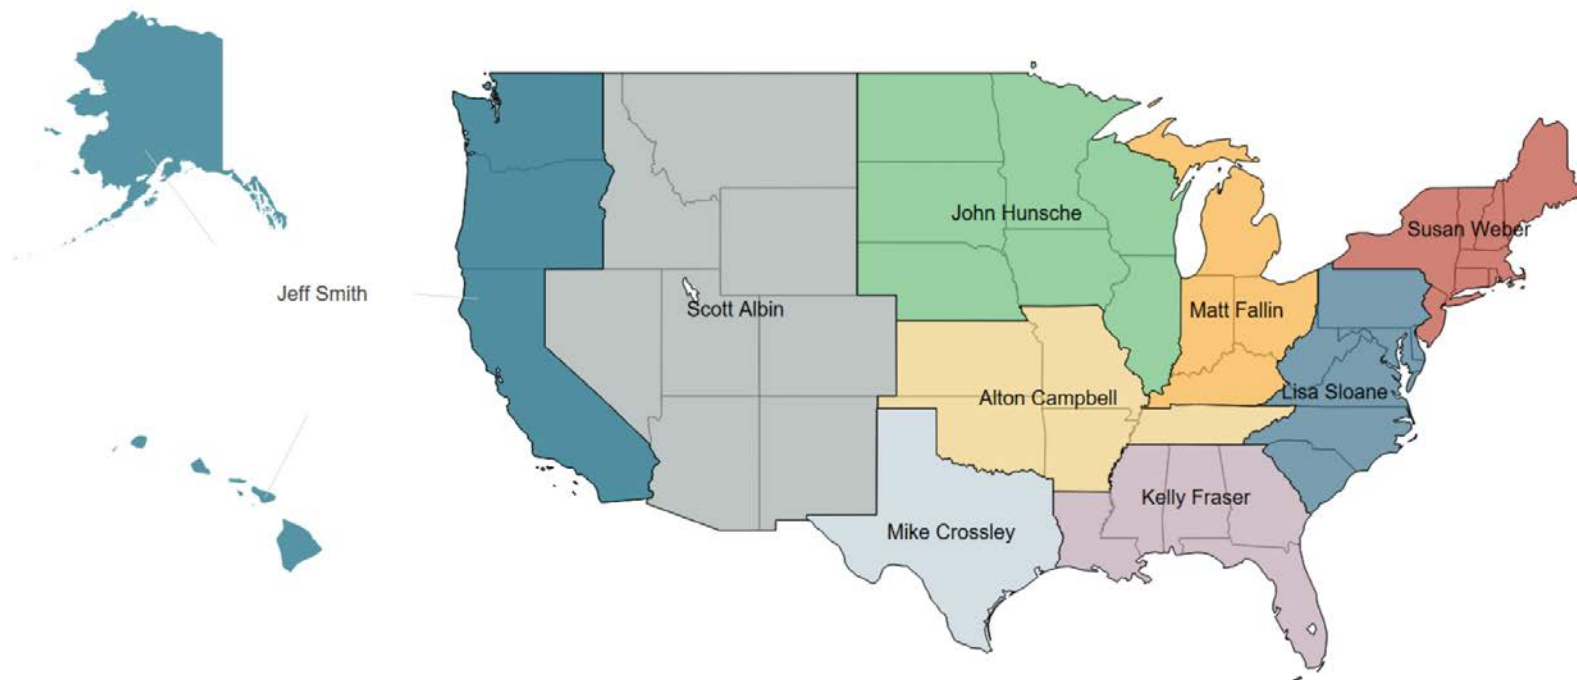 John Hunsche
Susan Weber
Jeff Smith
Scott Albin
Matt Fallin
Alton Campbell
Lisa Sloane
Kelly Fraser
Mike Crossley